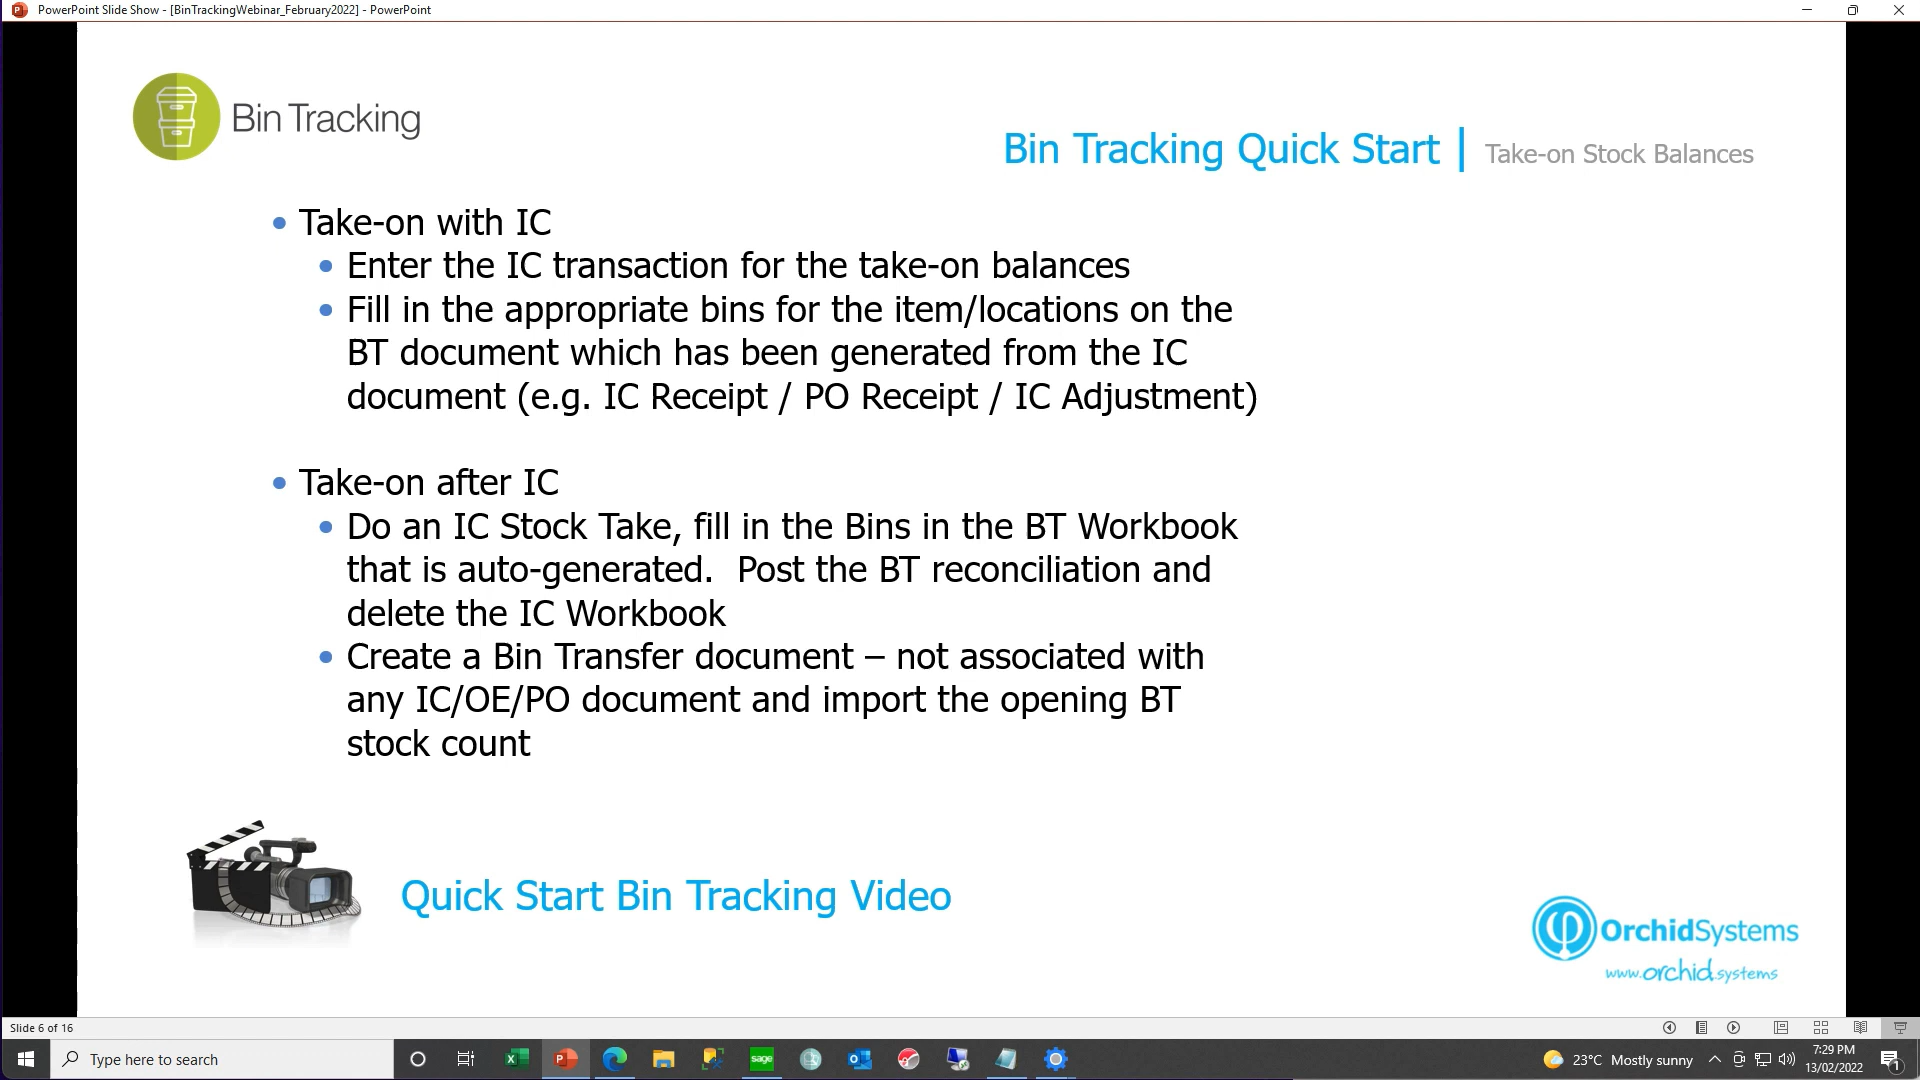 PowerPoint Slide Show - [BinTrackingWebinar_February2022] - PowerPoint
Bin Tracking
Bin Tracking Quick Start | Take-on Stock Balances
• Take-on with IC
• Enter the IC transaction for the take-on balances
• Fill in the appropriate bins for the item/locations on the
BT document which has been generated from the IC
document (e.g. IC Receipt / PO Receipt / IC Adjustment)
• Take-on after IC
• Do an IC Stock Take, fill in the Bins in the BT Workbook
that is auto-generated.  Post the BT reconciliation and
delete the IC Workbook
• Create a Bin Transfer document – not associated with
any IC/OE/PO document and import the opening BT
stock count
Quick Start Bin Tracking Video
OrchidSystems
www.orchid.systems
Slide 6 of 16
Type here to search
sage
23°C Mostly sunny
7:29 PM
13/02/2022
1